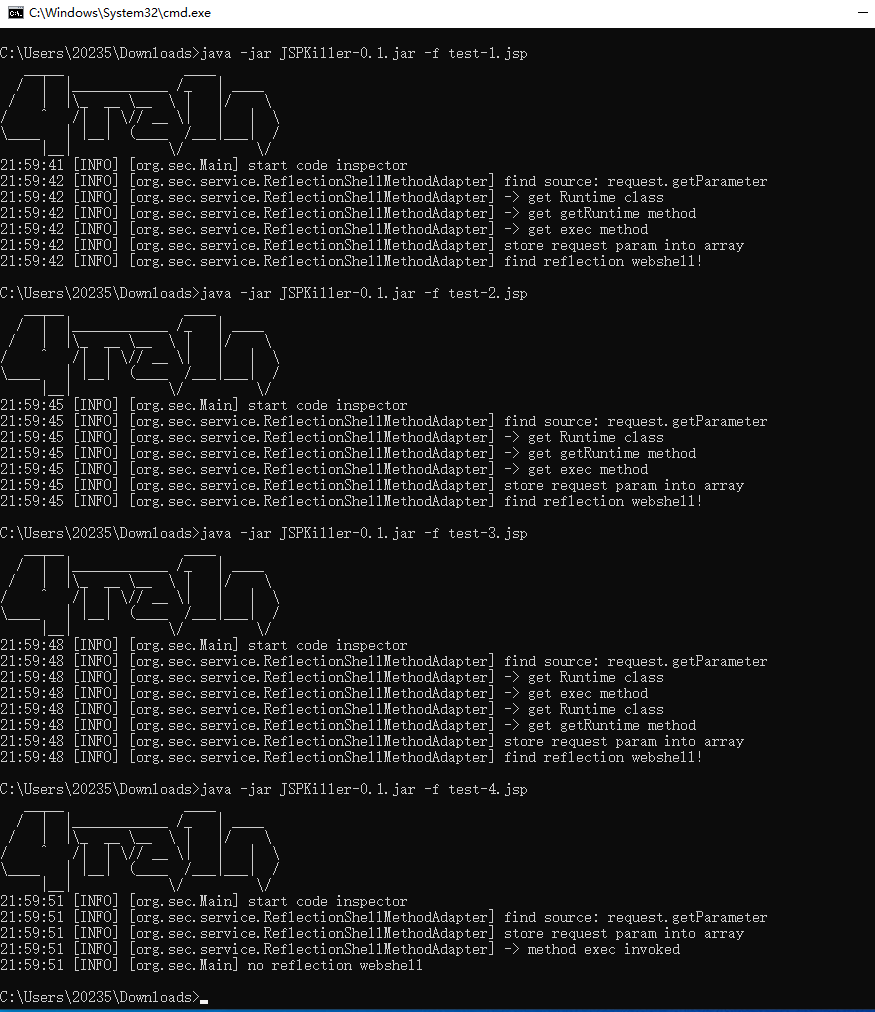 C:\Windows\System32\cmd.exe
C:\Users\20235\Downloads>java -jar JSPKiller-0.1.jar -f test-1.jsp
4ra1n
21:59:41 [INFO] [org.sec.Main] start code inspector
21:59:42 [INFO] [org.sec.service.ReflectionShellMethodAdapter] find source: request.getParameter
21:59:42 [INFO] [org.sec.service.ReflectionShellMethodAdapter] -> get Runtime class
21:59:42 [INFO] [org.sec.service.ReflectionShellMethodAdapter] -> get getRuntime method
21:59:42 [INFO] [org.sec.service.ReflectionShellMethodAdapter] -> get exec method
21:59:42 [INFO] [org.sec.service.ReflectionShellMethodAdapter] store request param into array
21:59:42 [INFO] [org.sec.service.ReflectionShellMethodAdapter] find reflection webshell!
C:\Users\20235\Downloads>java -jar JSPKiller-0.1.jar -f test-2.jsp
4ra1n
21:59:45 [INFO] [org.sec.Main] start code inspector
21:59:45 [INFO] [org.sec.service.ReflectionShellMethodAdapter] find source: request.getParameter
21:59:45 [INFO] [org.sec.service.ReflectionShellMethodAdapter] -> get Runtime class
21:59:45 [INFO] [org.sec.service.ReflectionShellMethodAdapter] -> get getRuntime method
21:59:45 [INFO] [org.sec.service.ReflectionShellMethodAdapter] -> get exec method
21:59:45 [INFO] [org.sec.service.ReflectionShellMethodAdapter] store request param into array
21:59:45 [INFO] [org.sec.service.ReflectionShellMethodAdapter] find reflection webshell!
C:\Users\20235\Downloads>java -jar JSPKiller-0.1.jar -f test-3.jsp
4ra1n
21:59:48 [INFO] [org.sec.Main] start code inspector
21:59:48 [INFO] [org.sec.service.ReflectionShellMethodAdapter] find source: request.getParameter
21:59:48 [INFO] [org.sec.service.ReflectionShellMethodAdapter] -> get Runtime class
21:59:48 [INFO] [org.sec.service.ReflectionShellMethodAdapter] -> get exec method
21:59:48 [INFO] [org.sec.service.ReflectionShellMethodAdapter] -> get Runtime class
21:59:48 [INFO] [org.sec.service.ReflectionShellMethodAdapter] -> get getRuntime method
21:59:48 [INFO] [org.sec.service.ReflectionShellMethodAdapter] store request param into array
21:59:48 [INFO] [org.sec.service.ReflectionShellMethodAdapter] find reflection webshell!
C:\Users\20235\Downloads>java -jar JSPKiller-0.1.jar -f test-4.jsp
4ra1n
21:59:51 [INFO] [org.sec.Main] start code inspector
21:59:51 [INFO] [org.sec.service.ReflectionShellMethodAdapter] find source: request.getParameter
21:59:51 [INFO] [org.sec.service.ReflectionShellMethodAdapter] store request param into array
21:59:51 [INFO] [org.sec.service.ReflectionShellMethodAdapter] -> method exec invoked
21:59:51 [INFO] [org.sec.Main] no reflection webshell
C:\Users\20235\Downloads>